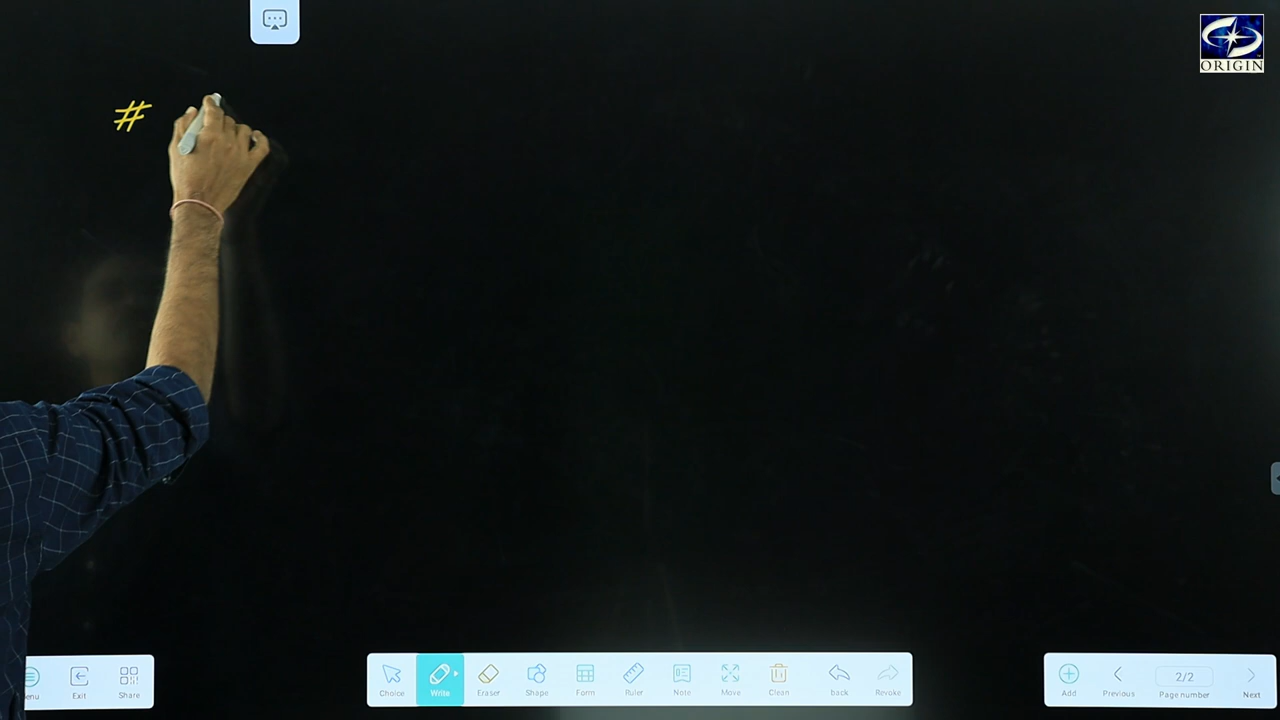 ORIGIN
#
enu
Exit
Share
Choice
Write
Eraser
Shape
Form
Ruler
Note
Move
Clean
back
Revoke
Add
Previous
2/2
Page number
Next